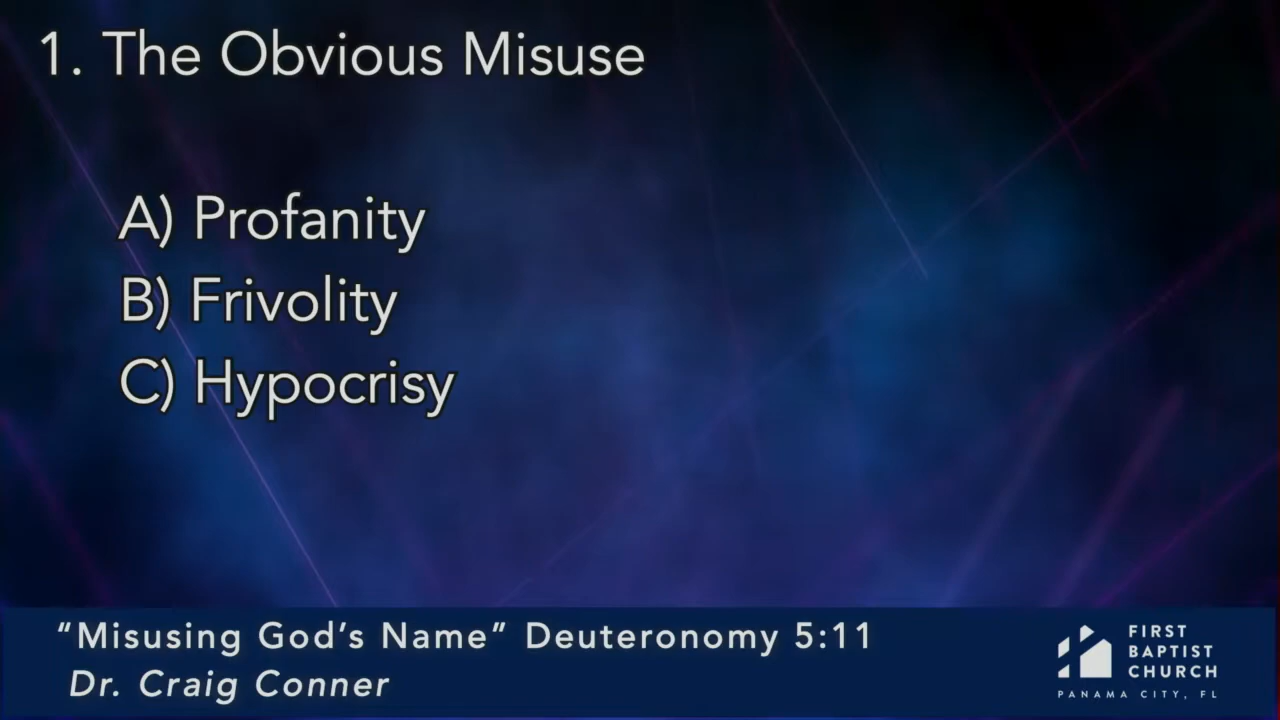 1. The Obvious Misuse
A) Profanity
B) Frivolity
C) Hypocrisy
“Misusing God’s Name” Deuteronomy 5:11
Dr. Craig Conner
FIRST
BAPTIST
CHURCH
PANAMA CITY, FL